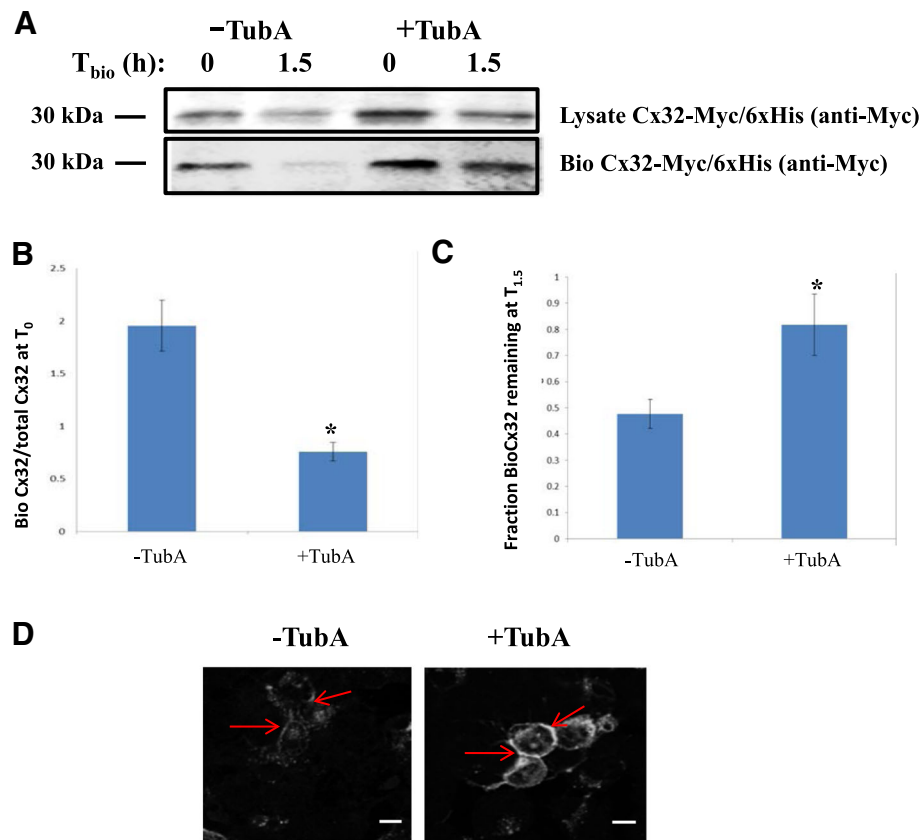 A
−TubA +TubA
T_bio (h): 0 1.5 0 1.5
30 kDa — Lysate Cx32-Myc/6xHis (anti-Myc)
30 kDa — Bio Cx32-Myc/6xHis (anti-Myc)
B
Bio Cx32/total Cx32 at T_0
2.5
2
1.5
1
0.5
0
*
-TubA +TubA
C
Fraction BioCx32 remaining at T_1.5
1
0.9
0.8
0.7
0.6
0.5
0.4
0.3
0.2
0.1
0
*
-TubA +TubA
D
-TubA +TubA